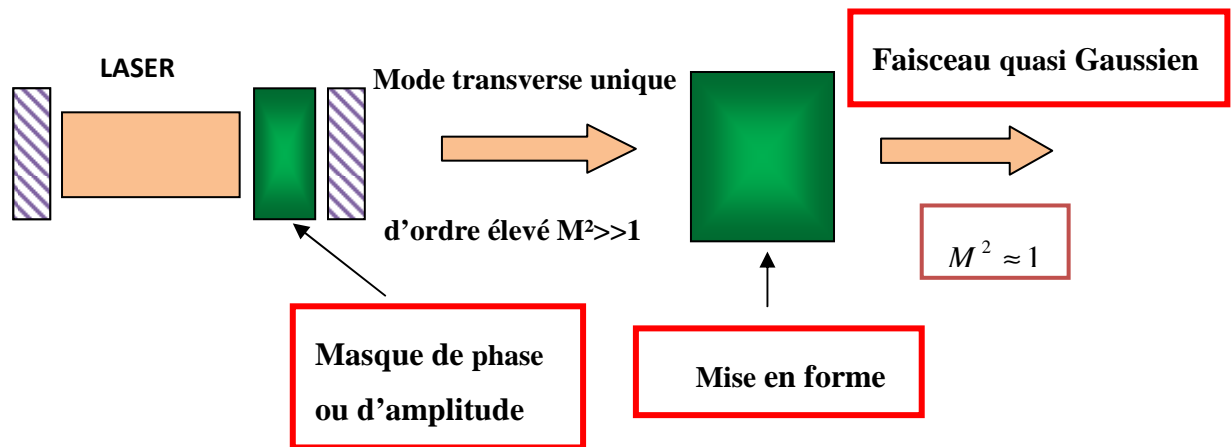 LASER
Mode transverse unique
d’ordre élevé M²>>1
Faisceau quasi Gaussien
M² ≈ 1
Masque de phase
ou d’amplitude
Mise en forme